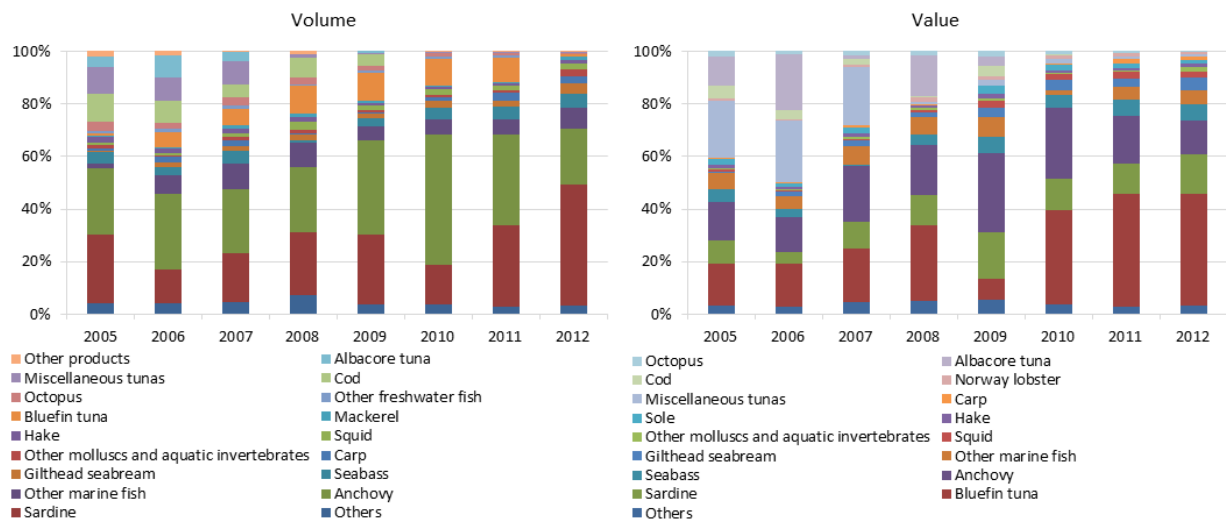 Volume
100%
80%
60%
40%
20%
0%
2005 2006 2007 2008 2009 2010 2011 2012
Other products Albacore tuna
Miscellaneous tunas Cod
Octopus Other freshwater fish
Bluefin tuna Mackerel
Hake Squid
Other molluscs and aquatic invertebrates Carp
Gilthead seabream Seabass
Other marine fish Anchovy
Sardine Others
Value
100%
80%
60%
40%
20%
0%
2005 2006 2007 2008 2009 2010 2011 2012
Octopus Albacore tuna
Cod Norway lobster
Miscellaneous tunas Carp
Sole Hake
Other molluscs and aquatic invertebrates Squid
Gilthead seabream Other marine fish
Seabass Anchovy
Sardine Bluefin tuna
Others